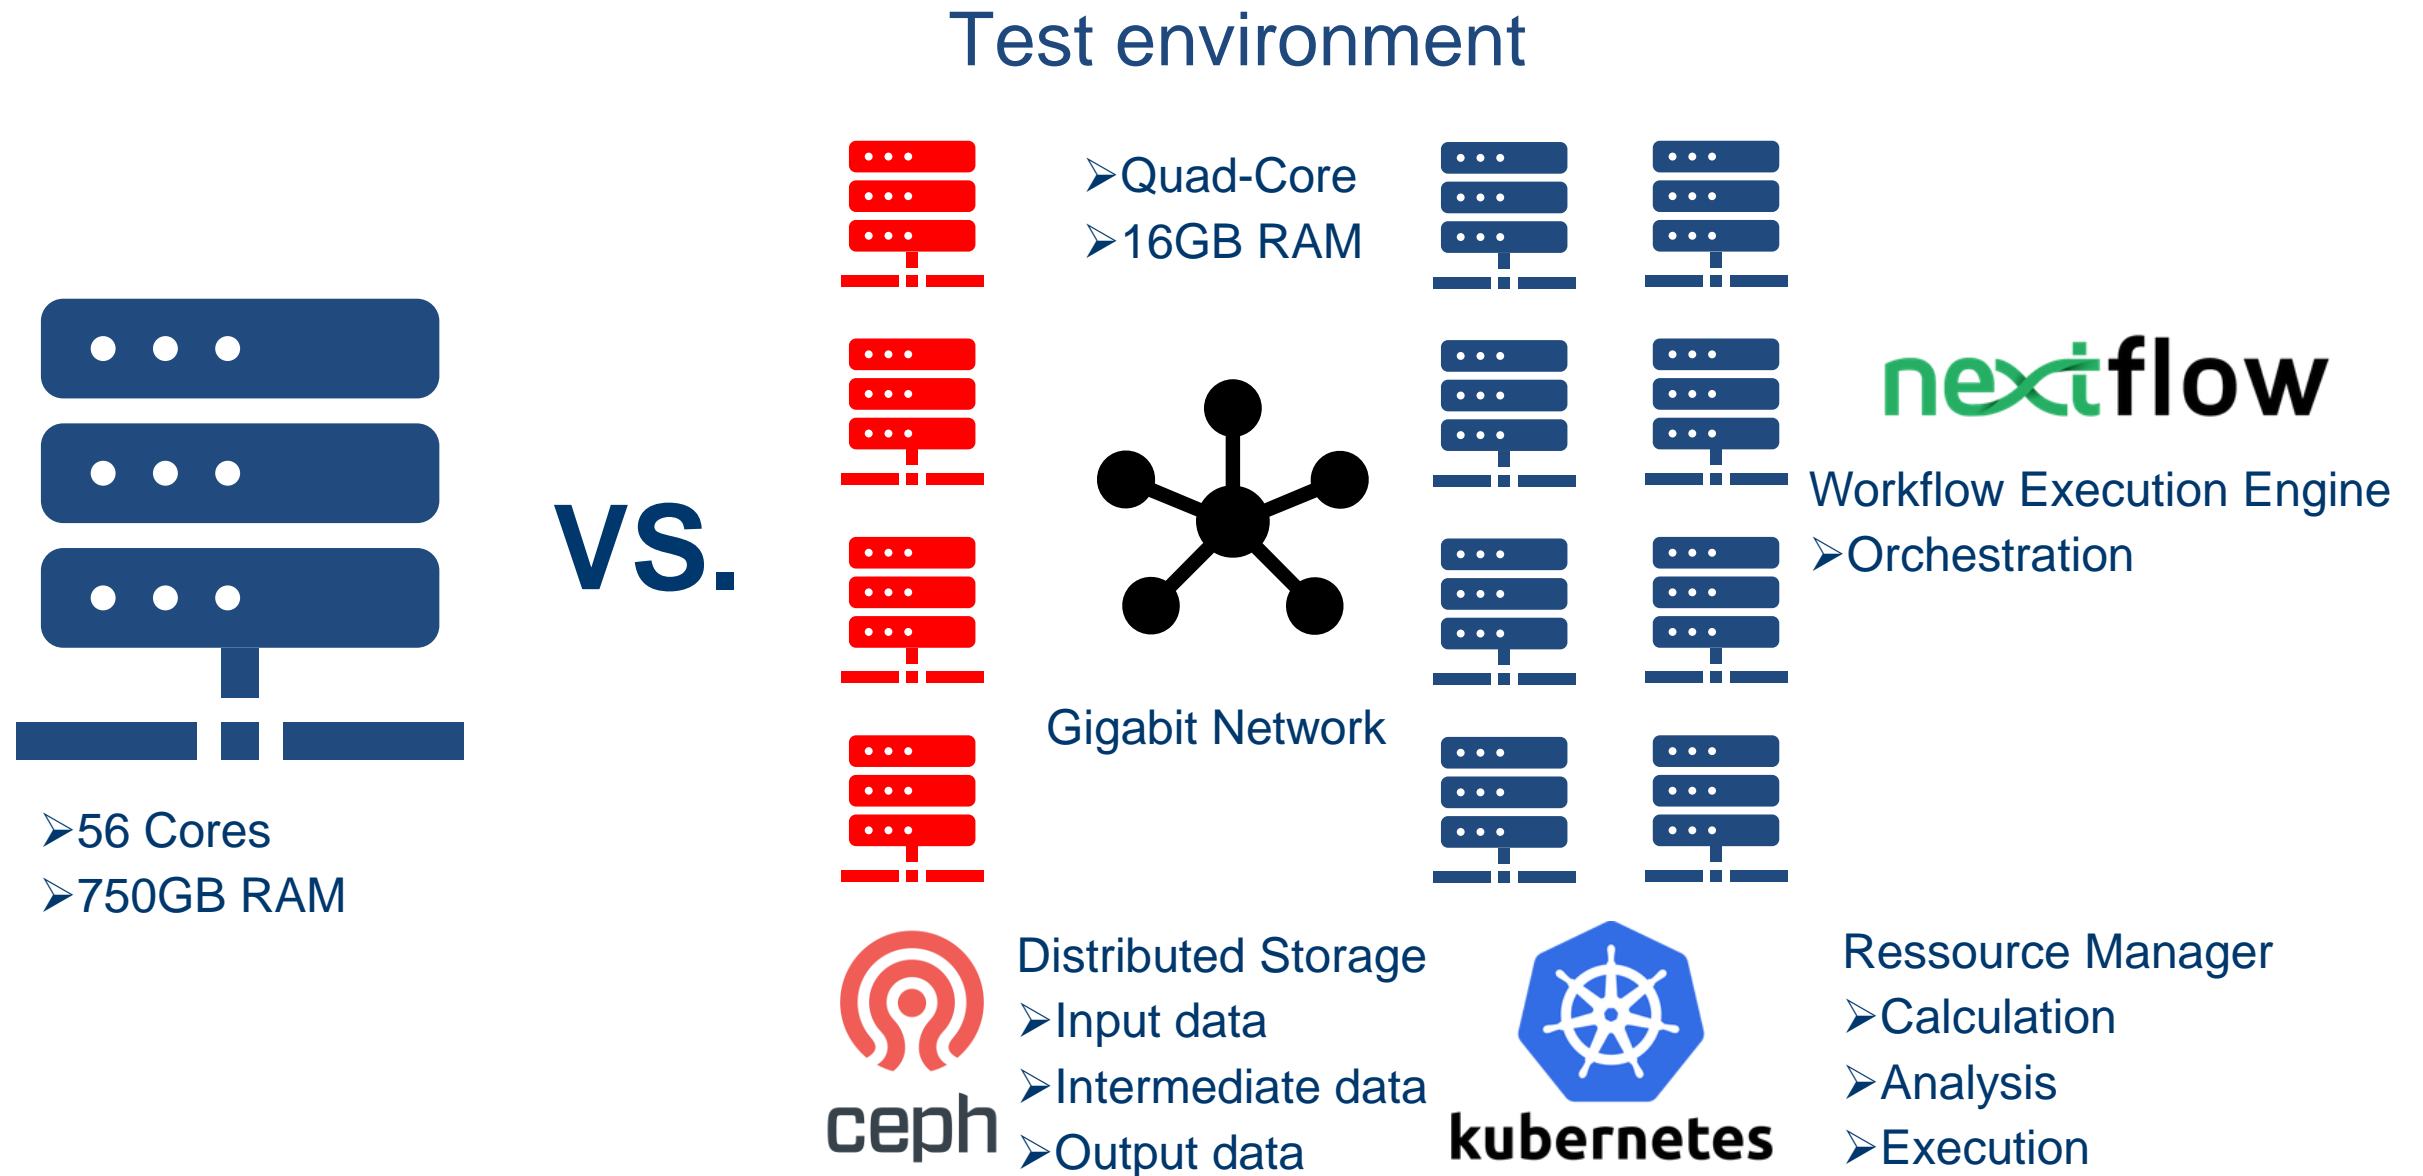 Test environment
➢Quad-Core
➢16GB RAM
vs.
nextflow
Workflow Execution Engine
➢Orchestration
Gigabit Network
➢56 Cores
➢750GB RAM
ceph
Distributed Storage
➢Input data
➢Intermediate data
➢Output data
kubernetes
Ressource Manager
➢Calculation
➢Analysis
➢Execution